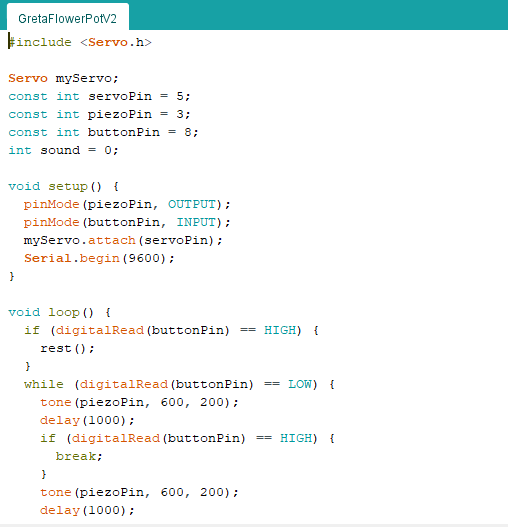 GretaFlowerPotV2
#include <Servo.h>

Servo myServo;
const int servoPin = 5;
const int piezoPin = 3;
const int buttonPin = 8;
int sound = 0;

void setup() {
  pinMode(piezoPin, OUTPUT);
  pinMode(buttonPin, INPUT);
  myServo.attach(servoPin);
  Serial.begin(9600);
}

void loop() {
  if (digitalRead(buttonPin) == HIGH) {
    rest();
  }
  while (digitalRead(buttonPin) == LOW) {
    tone(piezoPin, 600, 200);
    delay(1000);
    if (digitalRead(buttonPin) == HIGH) {
      break;
    }
    tone(piezoPin, 600, 200);
    delay(1000);